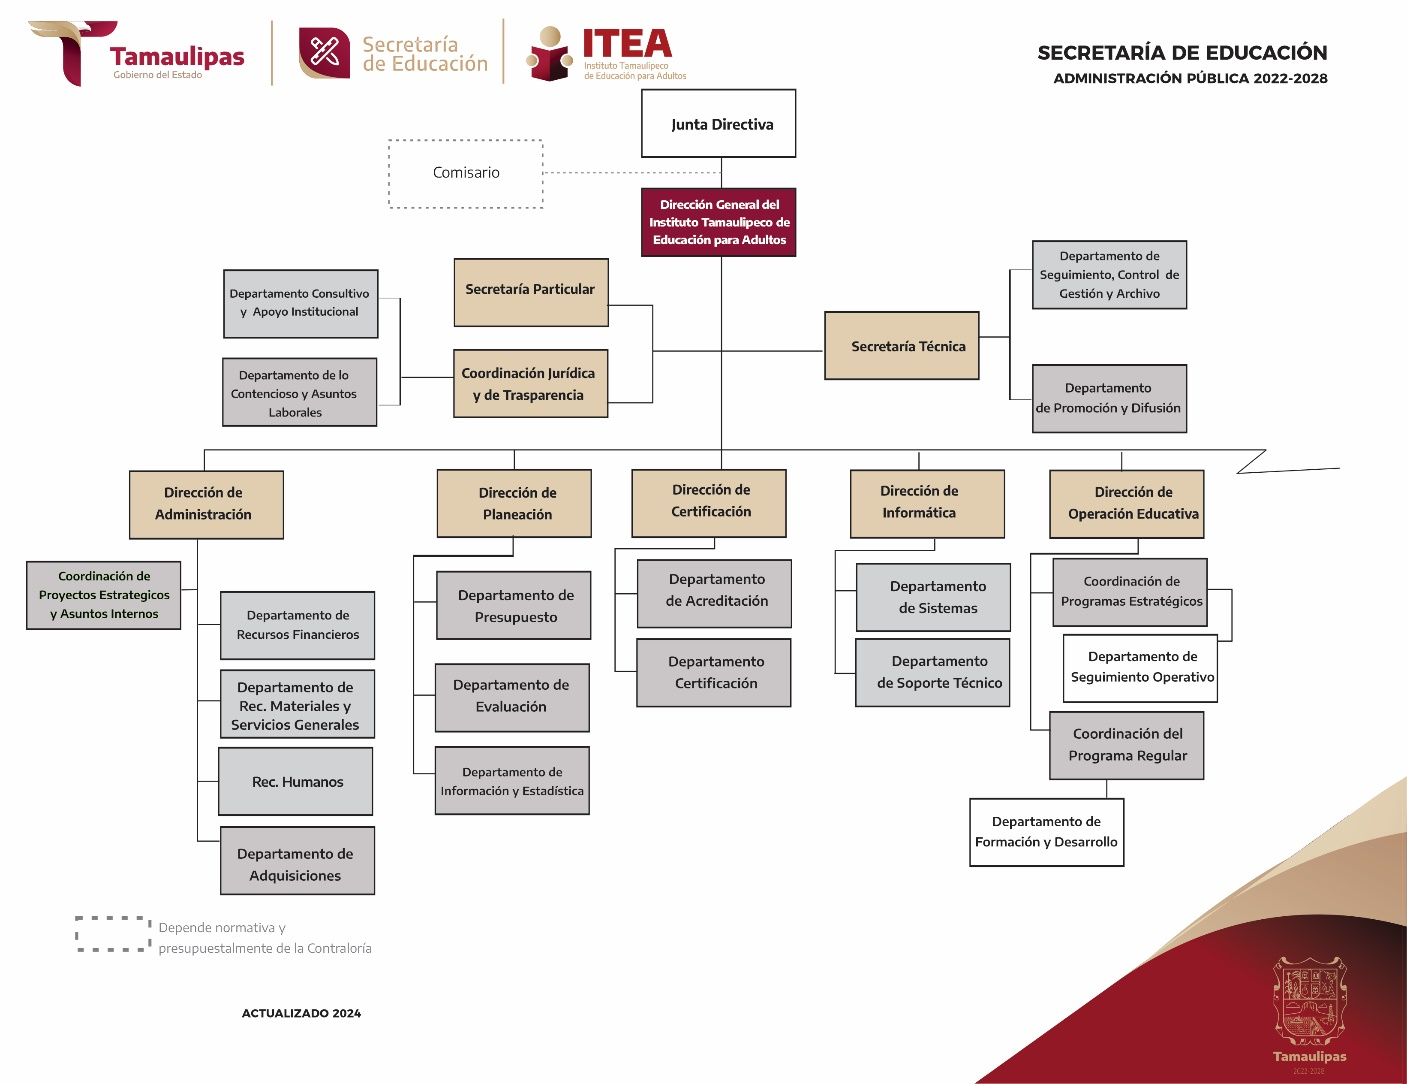 Tamaulipas
Gobierno del Estado
Secretaría
de Educación
ITEA
Instituto Tamaulipeco
de Educación para Adultos
SECRETARÍA DE EDUCACIÓN
ADMINISTRACIÓN PÚBLICA 2022-2028
Junta Directiva
Comisario
Dirección General del
Instituto Tamaulipeco de
Educación para Adultos
Departamento Consultivo
y Apoyo Institucional
Departamento de lo
Contencioso y Asuntos
Laborales
Secretaría Particular
Coordinación Jurídica
y de Trasparencia
Secretaría Técnica
Departamento de
Seguimiento, Control de
Gestión y Archivo
Departamento
de Promoción y Difusión
Dirección de
Administración
Coordinación de
Proyectos Estrategicos
y Asuntos Internos
Departamento de
Recursos Financieros
Departamento de
Rec. Materiales y
Servicios Generales
Rec. Humanos
Departamento de
Adquisiciones
Dirección de
Planeación
Departamento de
Presupuesto
Departamento de
Evaluación
Departamento de
Información y Estadística
Dirección de
Certificación
Departamento
de Acreditación
Departamento
Certificación
Dirección de
Informática
Departamento
de Sistemas
Departamento
de Soporte Técnico
Dirección de
Operación Educativa
Coordinación de
Programas Estratégicos
Departamento de
Seguimiento Operativo
Coordinación del
Programa Regular
Departamento de
Formación y Desarrollo
Depende normativa y
presupuestalmente de la Contraloría
ACTUALIZADO 2024
Tamaulipas
2022-2028